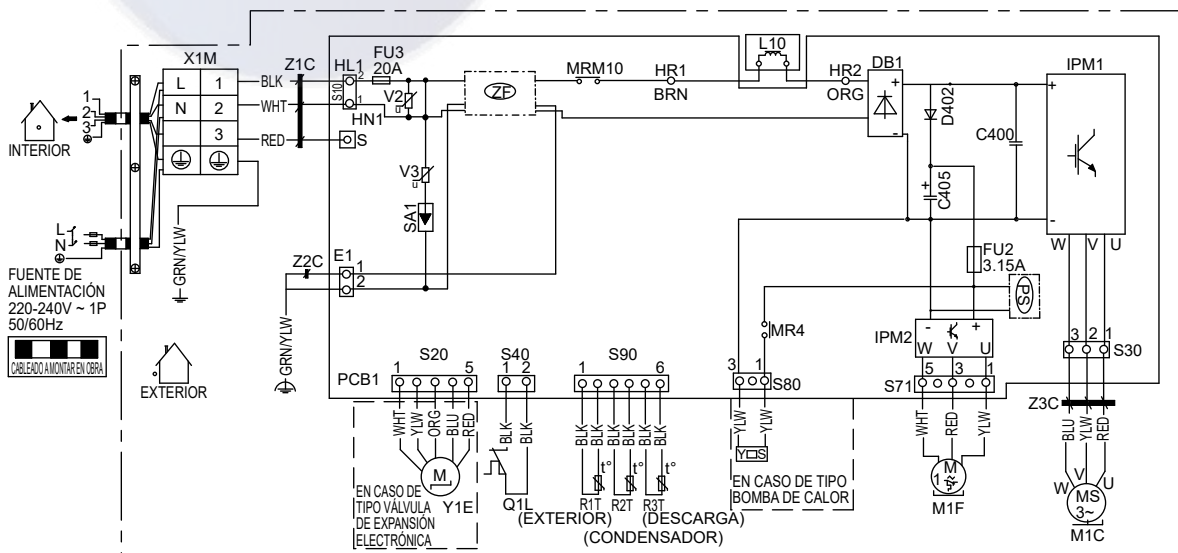 X1M
L 1
N 2
3
1
2
3
INTERIOR
L
N
FUENTE DE
ALIMENTACIÓN
220-240V ~ 1P
50/60Hz
CABLEADO A MONTAR EN OBRA
EXTERIOR
GRN/YLW
BLK
WHT
RED
Z1C
HL1
S10
2
1
HN1
S
FU3
20A
V2
u
V3
u
SA1
ZF
MRM10
HR1
BRN
L10
HR2
ORG
DB1
+
-
D402
C405
+
C400
IPM1
+
-
W V U
Z2C
E1
1
2
GRN/YLW
FU2
3.15A
PS
MR4
IPM2
- +
W V U
5 3 1
S71
3 2 1
S30
Z3C
PCB1
S20
1 5
S40
1 2
S90
1 6
3 1
S80
WHT
YLW
ORG
BLU
RED
M
Y1E
EN CASO DE
TIPO VÁLVULA
DE EXPANSIÓN
ELECTRÓNICA
BLK
BLK
Q1L
BLK
BLK
BLK
BLK
BLK
BLK
t°
t°
t°
R1T
R2T
R3T
(EXTERIOR)
(DESCARGA)
(CONDENSADOR)
YLW
YLW
Y S
EN CASO DE TIPO
BOMBA DE CALOR
WHT
RED
YLW
M
1
M1F
BLU
YLW
RED
W
V
U
MS
3~
M1C